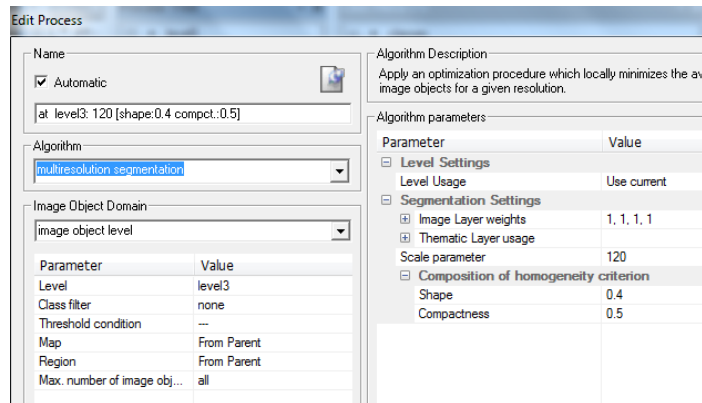 Edit Process
Name
Automatic
at level3: 120 [shape:0.4 compct.:0.5]
Algorithm
multiresolution segmentation
Image Object Domain
image object level
Parameter Value
Level level3
Class filter none
Threshold condition ---
Map From Parent
Region From Parent
Max. number of image obj... all
Algorithm Description
Apply an optimization procedure which locally minimizes the av
image objects for a given resolution.
Algorithm parameters
Parameter Value
Level Settings
Level Usage Use current
Segmentation Settings
Image Layer weights 1, 1, 1, 1
Thematic Layer usage
Scale parameter 120
Composition of homogeneity criterion
Shape 0.4
Compactness 0.5